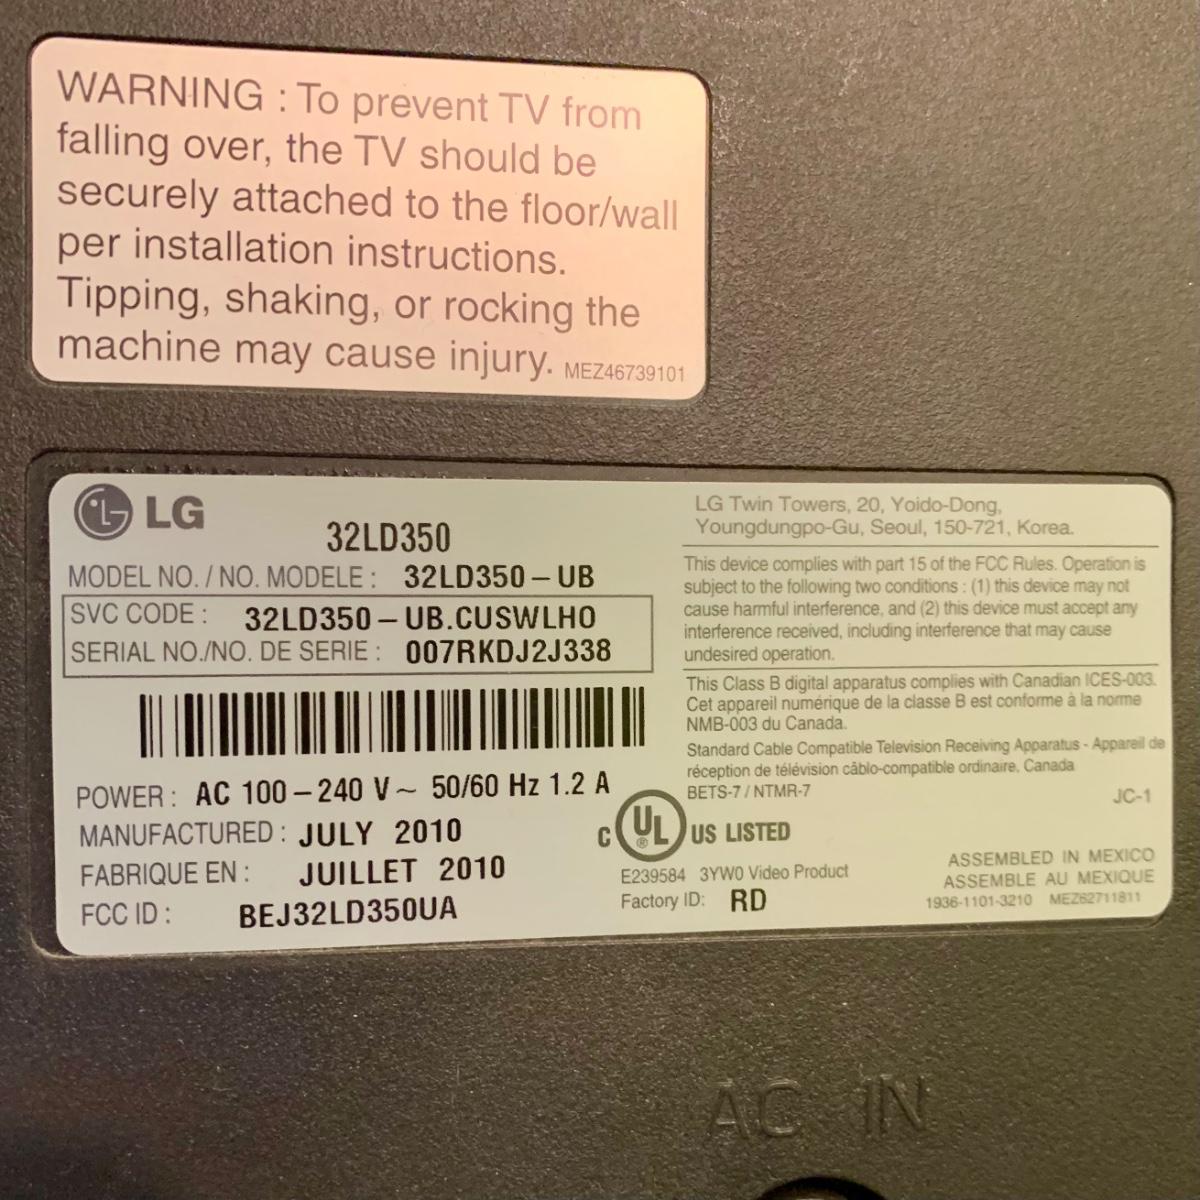 WARNING : To prevent TV from
falling over, the TV should be
securely attached to the floor/wall
per installation instructions.
Tipping, shaking, or rocking the
machine may cause injury. MEZ46739101
LG
32LD350
MODEL NO. / NO. MODELE : 32LD350-UB
SVC CODE : 32LD350-UB.CUSWLHO
SERIAL NO./NO. DE SERIE : 007RKDJ2J338
POWER : AC 100-240 V~ 50/60 Hz 1.2 A
MANUFACTURED : JULY 2010
FABRIQUE EN : JUILLET 2010
FCC ID : BEJ32LD350UA
LG Twin Towers, 20, Yoido-Dong,
Youngdungpo-Gu, Seoul, 150-721, Korea.
This device complies with part 15 of the FCC Rules. Operation is
subject to the following two conditions : (1) this device may not
cause harmful interference, and (2) this device must accept any
interference received, including interference that may cause
undesired operation.
This Class B digital apparatus complies with Canadian ICES-003.
Cet appareil numérique de la classe B est conforme à la norme
NMB-003 du Canada.
Standard Cable Compatible Television Receiving Apparatus - Appareil de
réception de télévision câblo-compatible ordinaire, Canada
BETS-7 / NTMR-7
JC-1
C UL ® US LISTED
E239584 3YW0 Video Product
Factory ID: RD
ASSEMBLED IN MEXICO
ASSEMBLE AU MEXIQUE
1936-1101-3210 MEZ62711811
AC IN